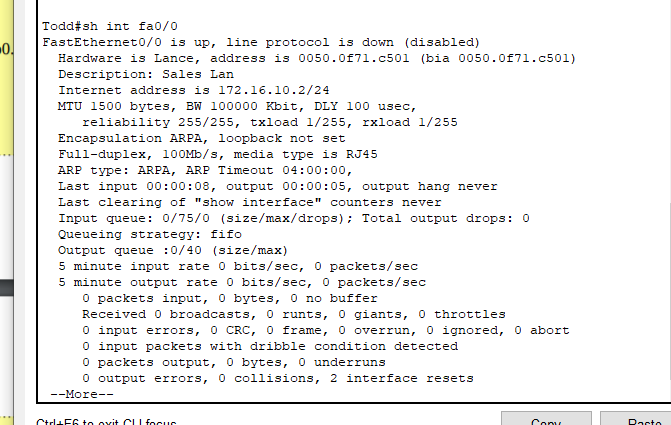 Todd#sh int fa0/0
FastEthernet0/0 is up, line protocol is down (disabled)
Hardware is Lance, address is 0050.0f71.c501 (bia 0050.0f71.c501)
Description: Sales Lan
Internet address is 172.16.10.2/24
MTU 1500 bytes, BW 100000 Kbit, DLY 100 usec,
reliability 255/255, txload 1/255, rxload 1/255
Encapsulation ARPA, loopback not set
Full-duplex, 100Mb/s, media type is RJ45
ARP type: ARPA, ARP Timeout 04:00:00,
Last input 00:00:08, output 00:00:05, output hang never
Last clearing of "show interface" counters never
Input queue: 0/75/0 (size/max/drops); Total output drops: 0
Queueing strategy: fifo
Output queue :0/40 (size/max)
5 minute input rate 0 bits/sec, 0 packets/sec
5 minute output rate 0 bits/sec, 0 packets/sec
0 packets input, 0 bytes, 0 no buffer
Received 0 broadcasts, 0 runts, 0 giants, 0 throttles
0 input errors, 0 CRC, 0 frame, 0 overrun, 0 ignored, 0 abort
0 input packets with dribble condition detected
0 packets output, 0 bytes, 0 underruns
0 output errors, 0 collisions, 2 interface resets
--More--
Ctrl+F6 to exit CLI focus
Copy
Paste